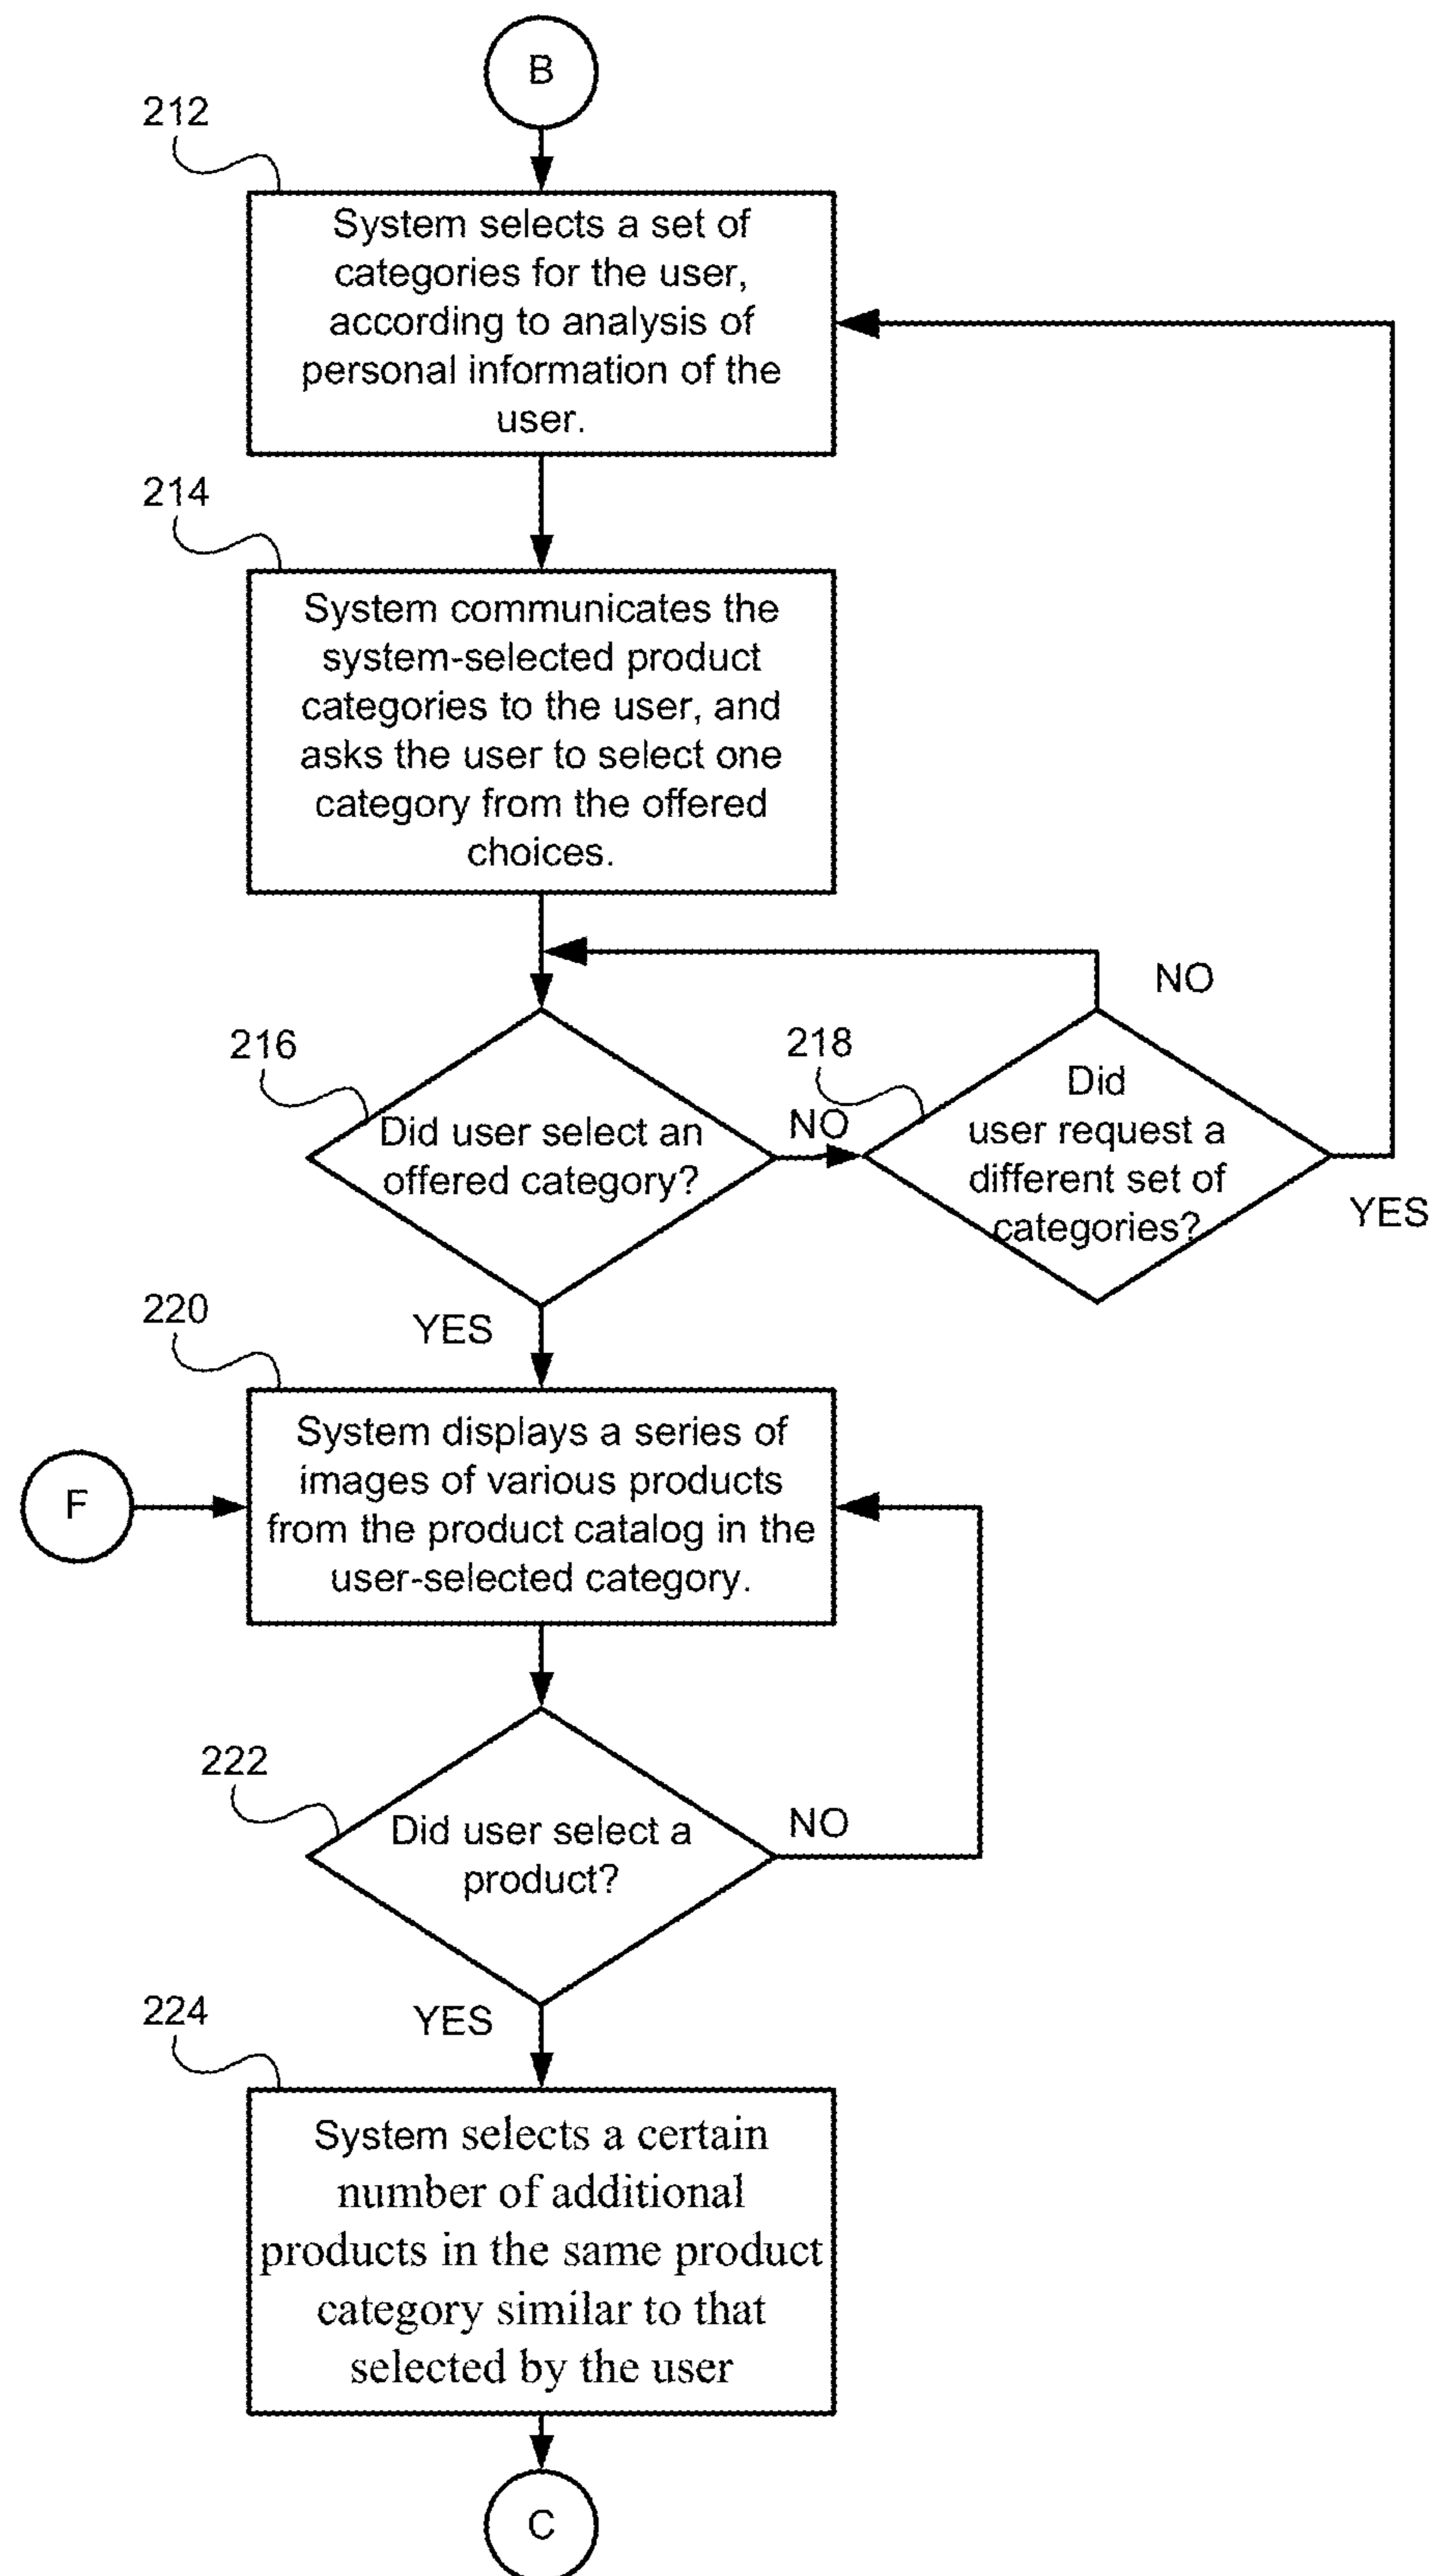 B
212
System selects a set of
categories for the user,
according to analysis of
personal information of the
user.
214
System communicates the
system-selected product
categories to the user, and
asks the user to select one
category from the offered
choices.
NO
216
218
Did user select an
offered category?
NO
Did
user request a
different set of
categories?
YES
YES
220
System displays a series of
images of various products
from the product catalog in the
user-selected category.
F
222
Did user select a
product?
NO
YES
224
System selects a certain
number of additional
products in the same product
category similar to that
selected by the user
C